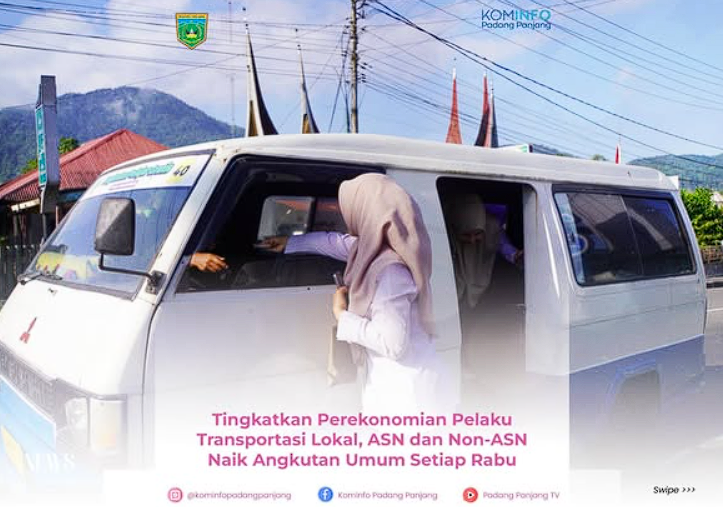 KOMINFO
Padang Panjang
40
Tingkatkan Perekonomian Pelaku
Transportasi Lokal, ASN dan Non-ASN
Naik Angkutan Umum Setiap Rabu
NEWS
@kominfopadangpanjang
Kominfo Padang Panjang
Padang Panjang TV
Swipe >>>